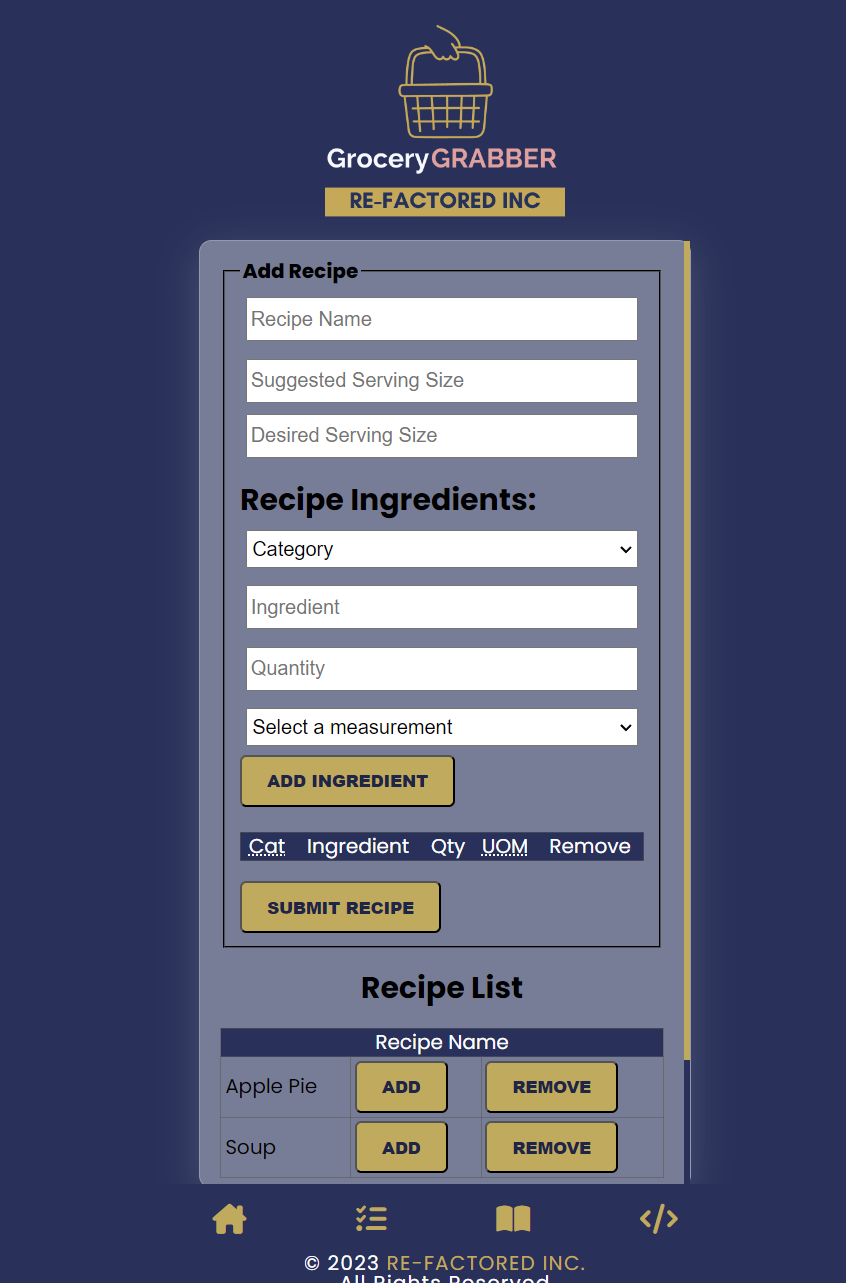 GroceryGRABBER
RE-FACTORED INC
Add Recipe
Recipe Name
Suggested Serving Size
Desired Serving Size
Recipe Ingredients:
Category
Ingredient
Quantity
Select a measurement
ADD INGREDIENT
Cat Ingredient Qty UOM Remove
SUBMIT RECIPE
Recipe List
Recipe Name
Apple Pie ADD REMOVE
Soup ADD REMOVE
© 2023 RE-FACTORED INC.
All Rights Reserved